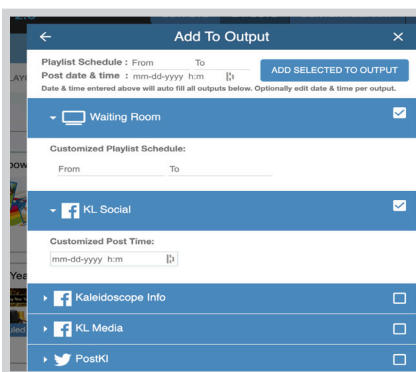 Add To Output
Playlist Schedule : From To
Post date & time : mm-dd-yyyy h:m
ADD SELECTED TO OUTPUT
Date & time entered above will auto fill all outputs below. Optionally edit date & time per output.
Waiting Room
Customized Playlist Schedule:
From To
KL Social
Customized Post Time:
mm-dd-yyyy h:m
Kaleidoscope Info
KL Media
PostKl